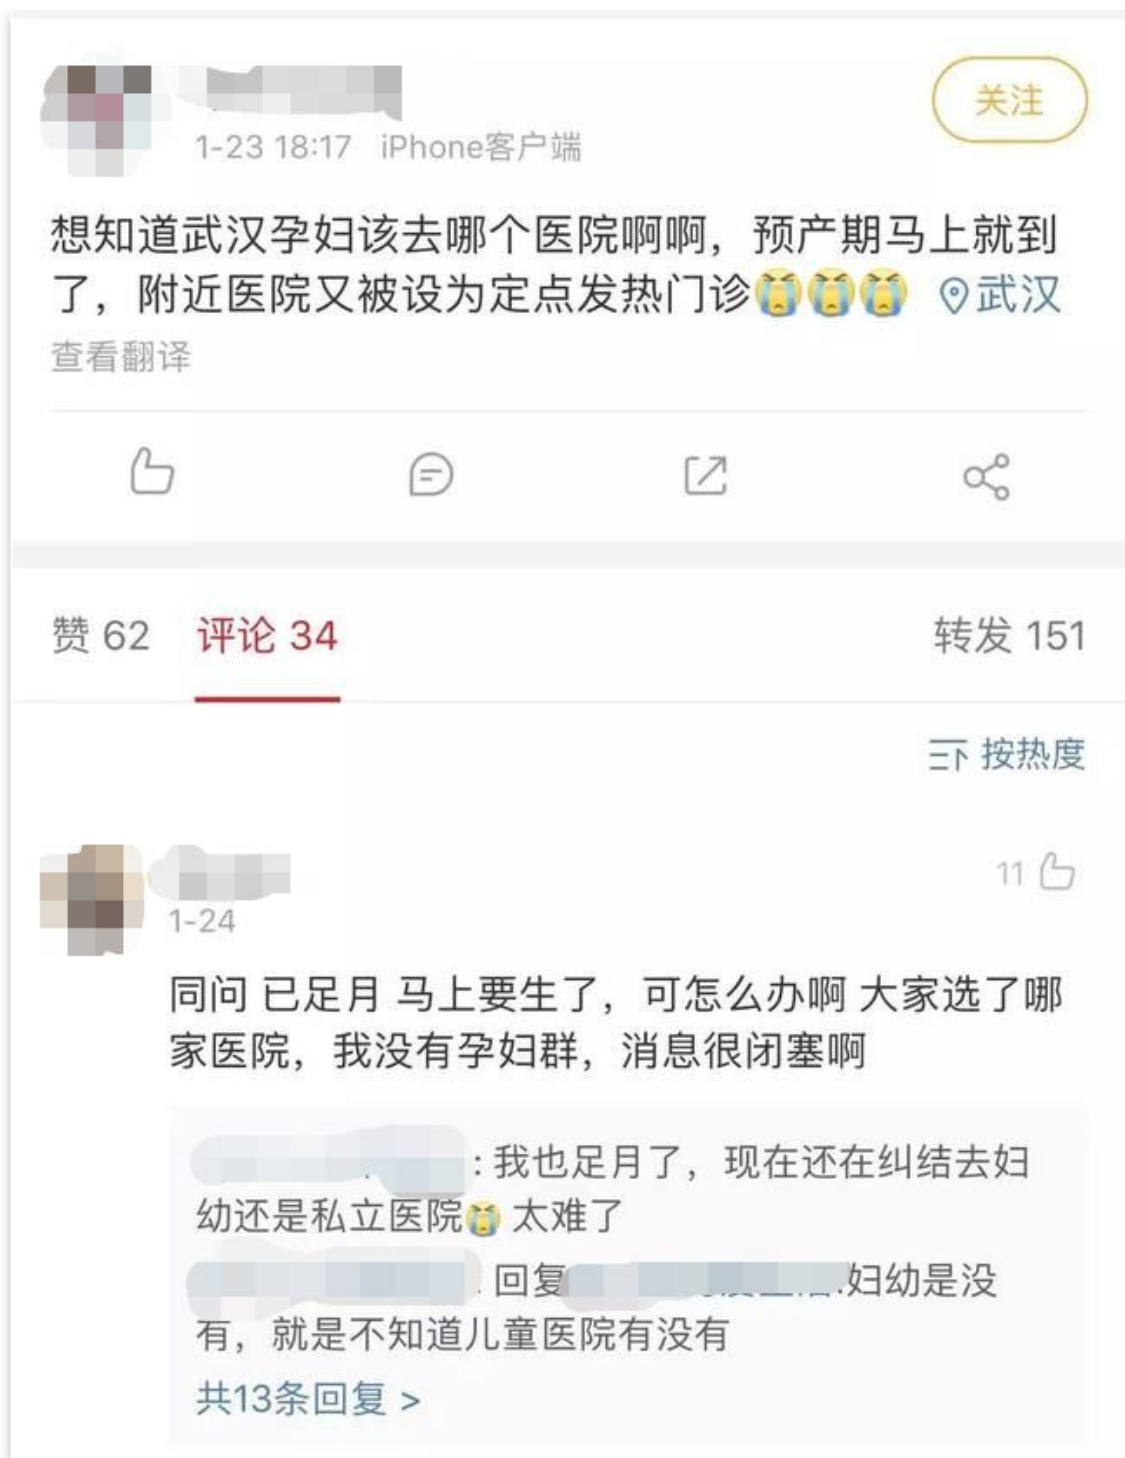 关注
1-23 18:17 iPhone客户端
想知道武汉孕妇该去哪个医院啊啊，预产期马上就到
了，附近医院又被设为定点发热门诊😭😭😭 武汉
查看翻译
赞 62 评论 34 转发 151
按热度
11
1-24
同问 已足月 马上要生了，可怎么办啊 大家选了哪
家医院，我没有孕妇群，消息很闭塞啊
: 我也足月了，现在还在纠结去妇
幼还是私立医院😭 太难了
回复 :妇幼是没
有，就是不知道儿童医院有没有
共13条回复 >